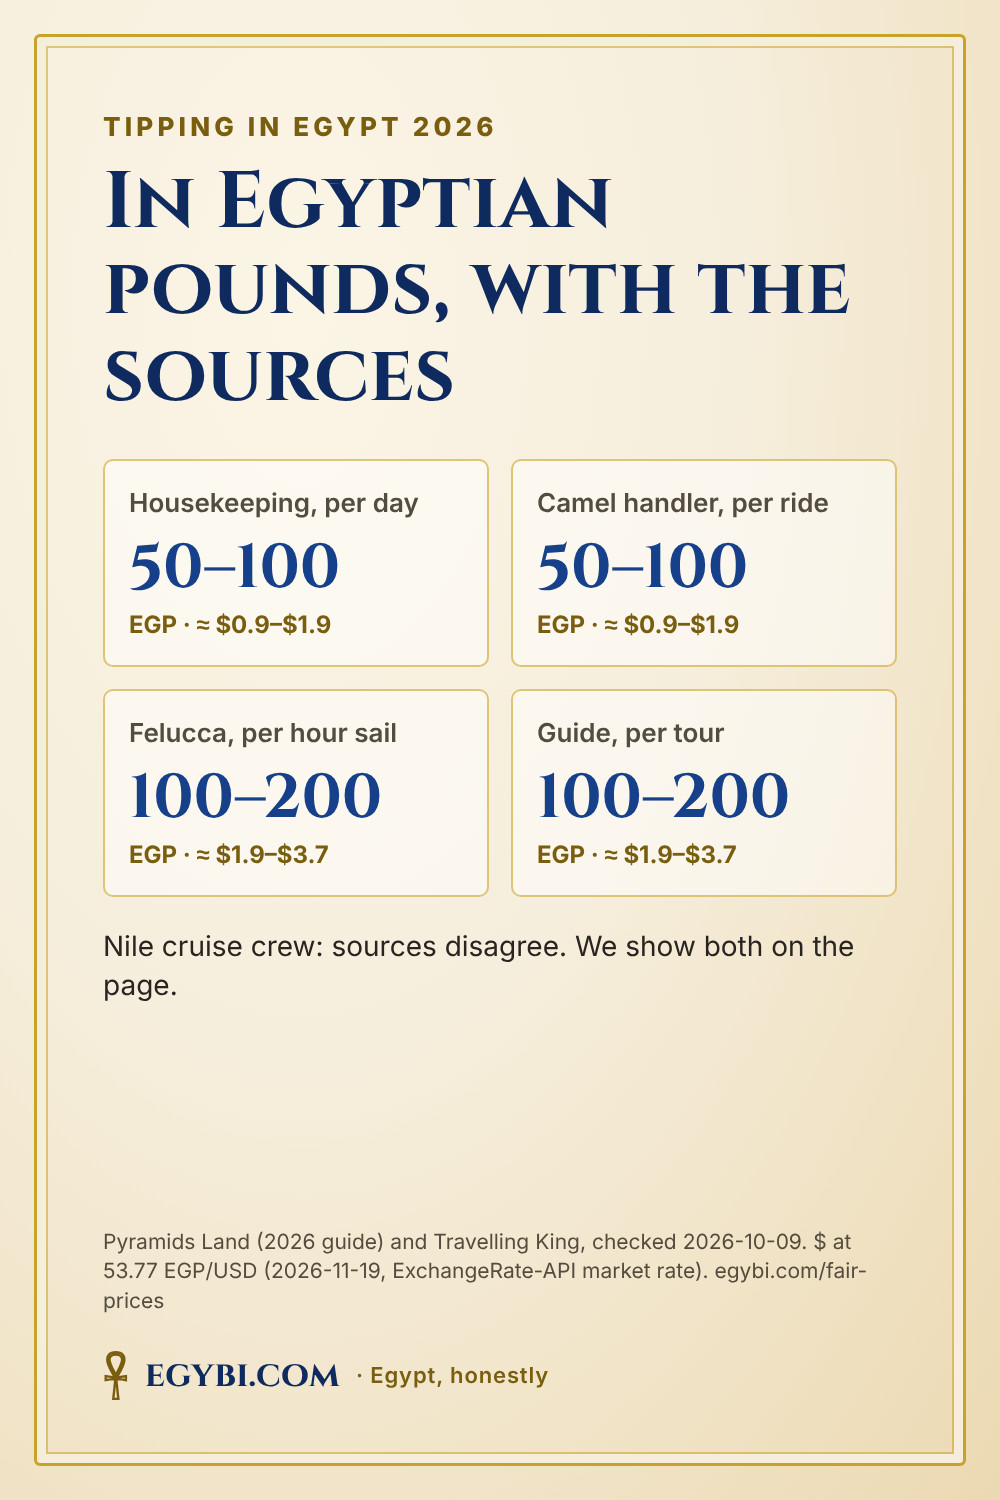 TIPPING IN EGYPT 2026
In Egyptian
pounds, with the
sources
Housekeeping, per day
50–100
EGP · ≈ $0.9–$1.9
Camel handler, per ride
50–100
EGP · ≈ $0.9–$1.9
Felucca, per hour sail
100–200
EGP · ≈ $1.9–$3.7
Guide, per tour
100–200
EGP · ≈ $1.9–$3.7
Nile cruise crew: sources disagree. We show both on the
page.
Pyramids Land (2026 guide) and Travelling King, checked 2026-10-09. $ at
53.77 EGP/USD (2026-11-19, ExchangeRate-API market rate). egybi.com/fair-
prices
EGYBI.COM · Egypt, honestly